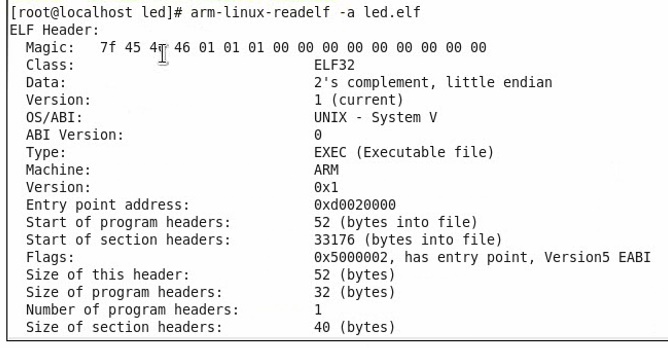 [root@localhost led]# arm-linux-readelf -a led.elf
ELF Header:
  Magic:   7f 45 4c 46 01 01 01 00 00 00 00 00 00 00 00 00
  Class:                             ELF32
  Data:                              2's complement, little endian
  Version:                           1 (current)
  OS/ABI:                            UNIX - System V
  ABI Version:                       0
  Type:                              EXEC (Executable file)
  Machine:                           ARM
  Version:                           0x1
  Entry point address:               0xd0020000
  Start of program headers:          52 (bytes into file)
  Start of section headers:          33176 (bytes into file)
  Flags:                             0x5000002, has entry point, Version5 EABI
  Size of this header:               52 (bytes)
  Size of program headers:           32 (bytes)
  Number of program headers:         1
  Size of section headers:           40 (bytes)